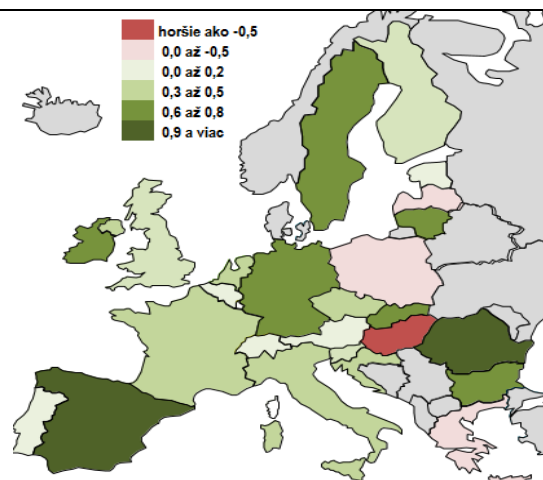 horšie ako -0,5
0,0 až -0,5
0,0 až 0,2
0,3 až 0,5
0,6 až 0,8
0,9 a viac